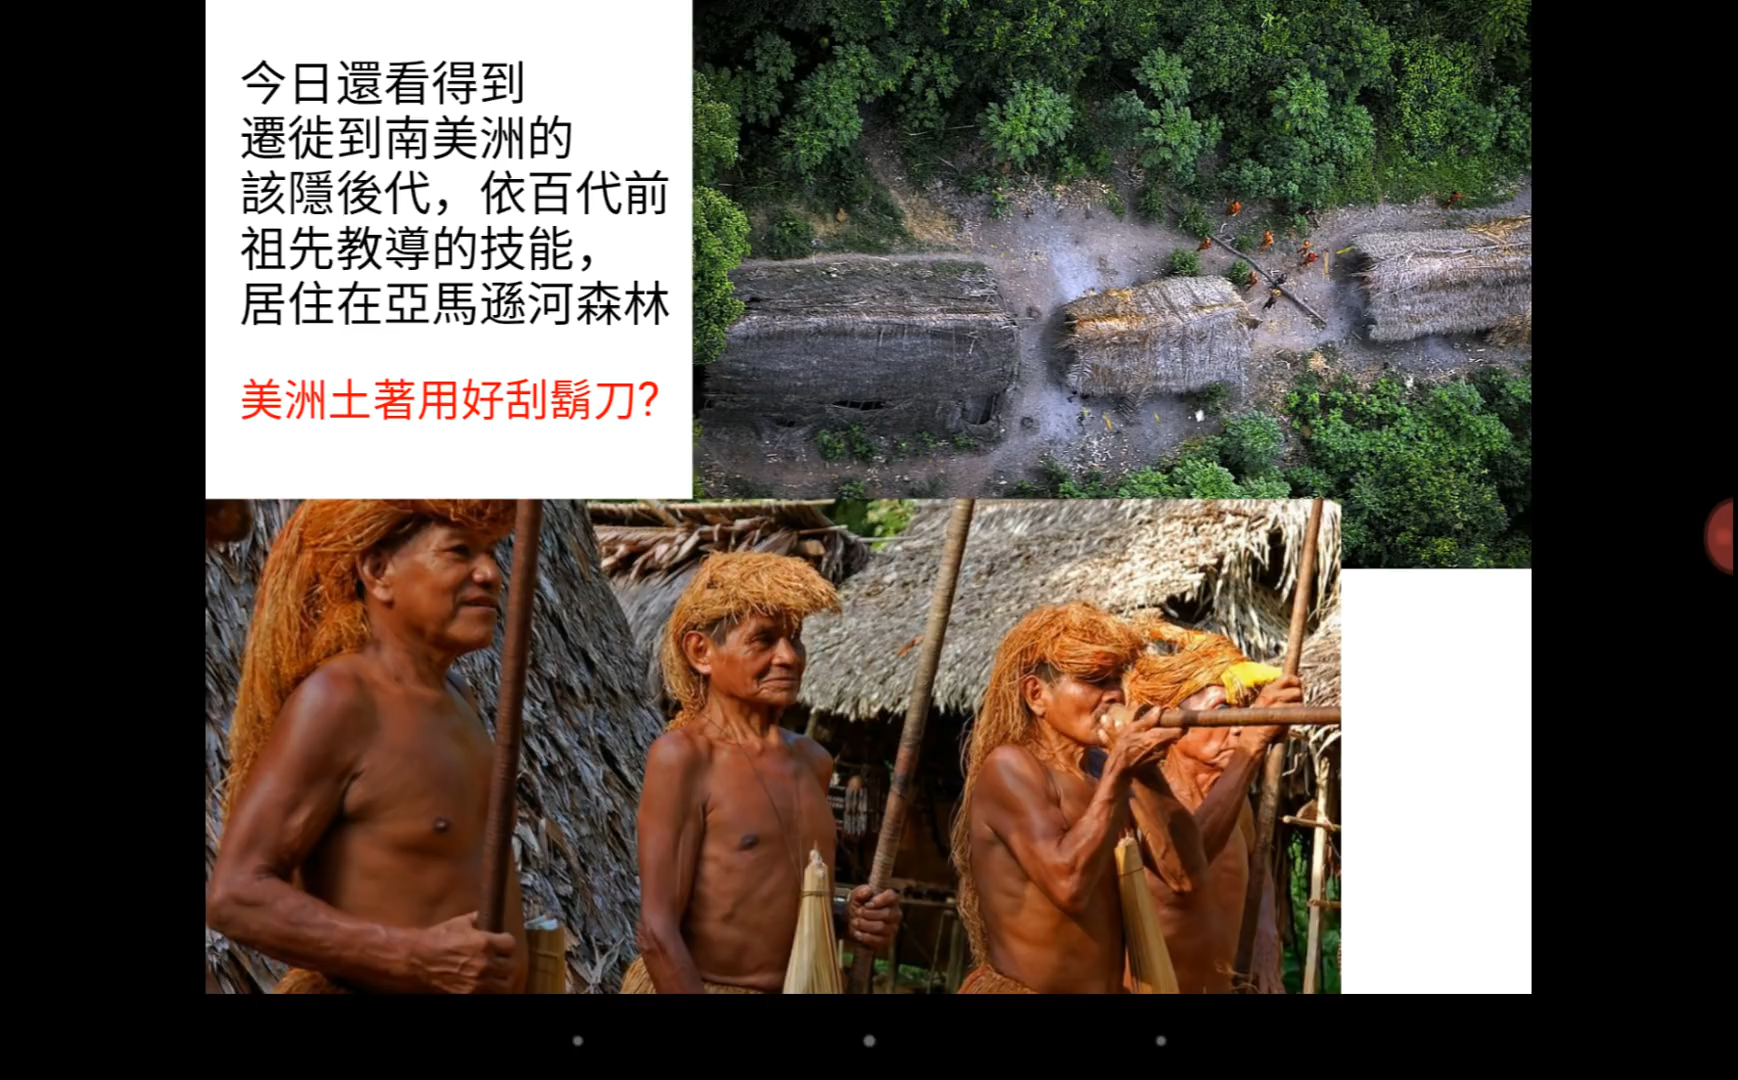 今日還看得到
遷徙到南美洲的
該隱後代，依百代前
祖先教導的技能，
居住在亞馬遜河森林
美洲土著用好刮鬍刀?